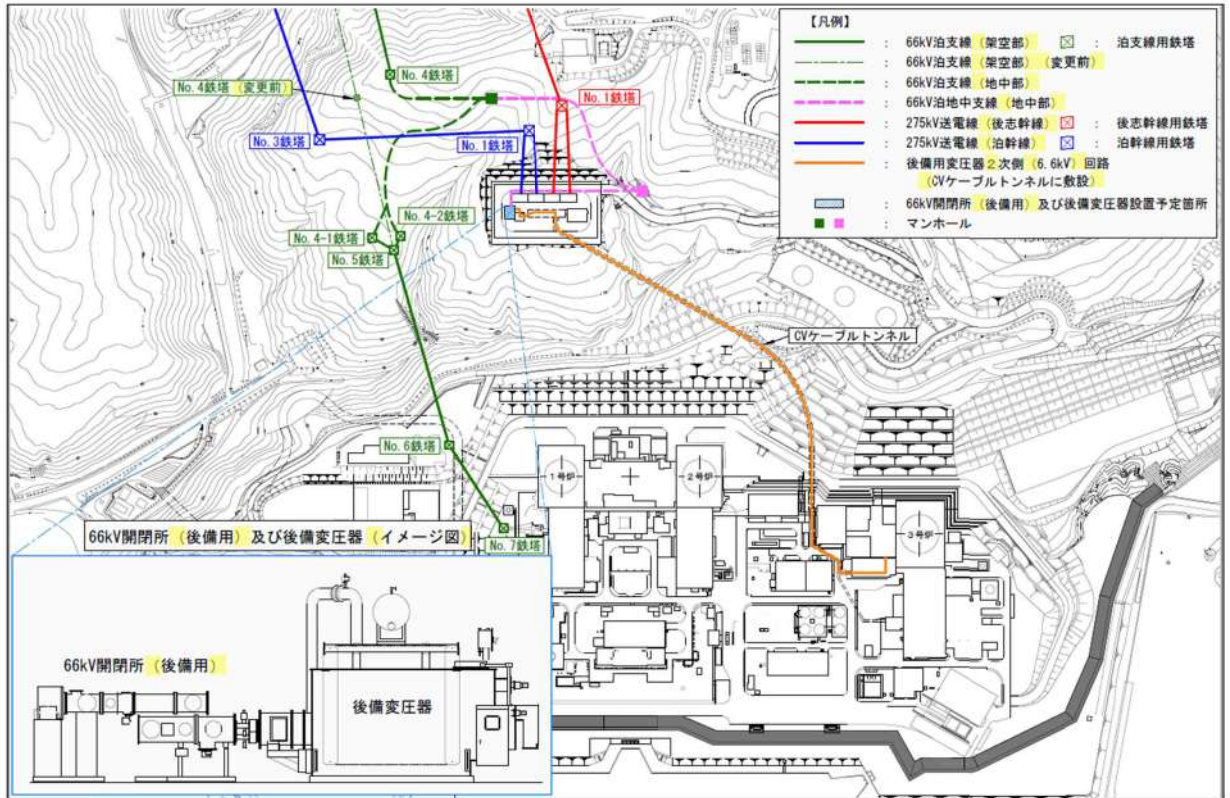 【凡例】
: 66kV泊支線(架空部) : 泊支線用鉄塔
: 66kV泊支線(架空部)(変更前)
: 66kV泊支線(地中部)
: 66kV泊地中支線(地中部)
: 275kV送電線(後志幹線) : 後志幹線用鉄塔
: 275kV送電線(泊幹線) : 泊幹線用鉄塔
: 後備用変圧器2次側(6.6kV)回路
(CVケーブルトンネルに敷設)
: 66kV開閉所(後備用)及び後備変圧器設置予定箇所
: マンホール
No.4鉄塔
No.4鉄塔(変更前)
No.1鉄塔
No.3鉄塔
No.1鉄塔
No.4-2鉄塔
No.4-1鉄塔
No.5鉄塔
CVケーブルトンネル
No.6鉄塔
1号炉
2号炉
3号炉
No.7鉄塔
66kV開閉所(後備用)及び後備変圧器(イメージ図)
66kV開閉所(後備用)
後備変圧器